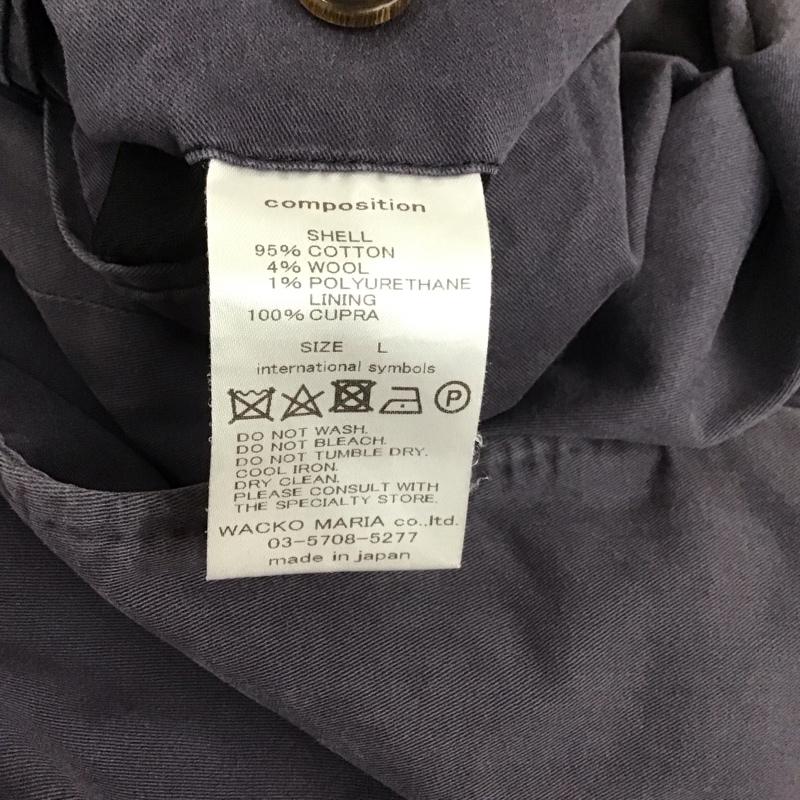 composition
SHELL
95% COTTON
4% WOOL
1% POLYURETHANE
LINING
100% CUPRA
SIZE L
international symbols
P
DO NOT WASH.
DO NOT BLEACH.
DO NOT TUMBLE DRY.
COOL IRON.
DRY CLEAN.
PLEASE CONSULT WITH
THE SPECIALTY STORE.
WACKO MARIA co.,ltd.
03-5708-5277
made in japan